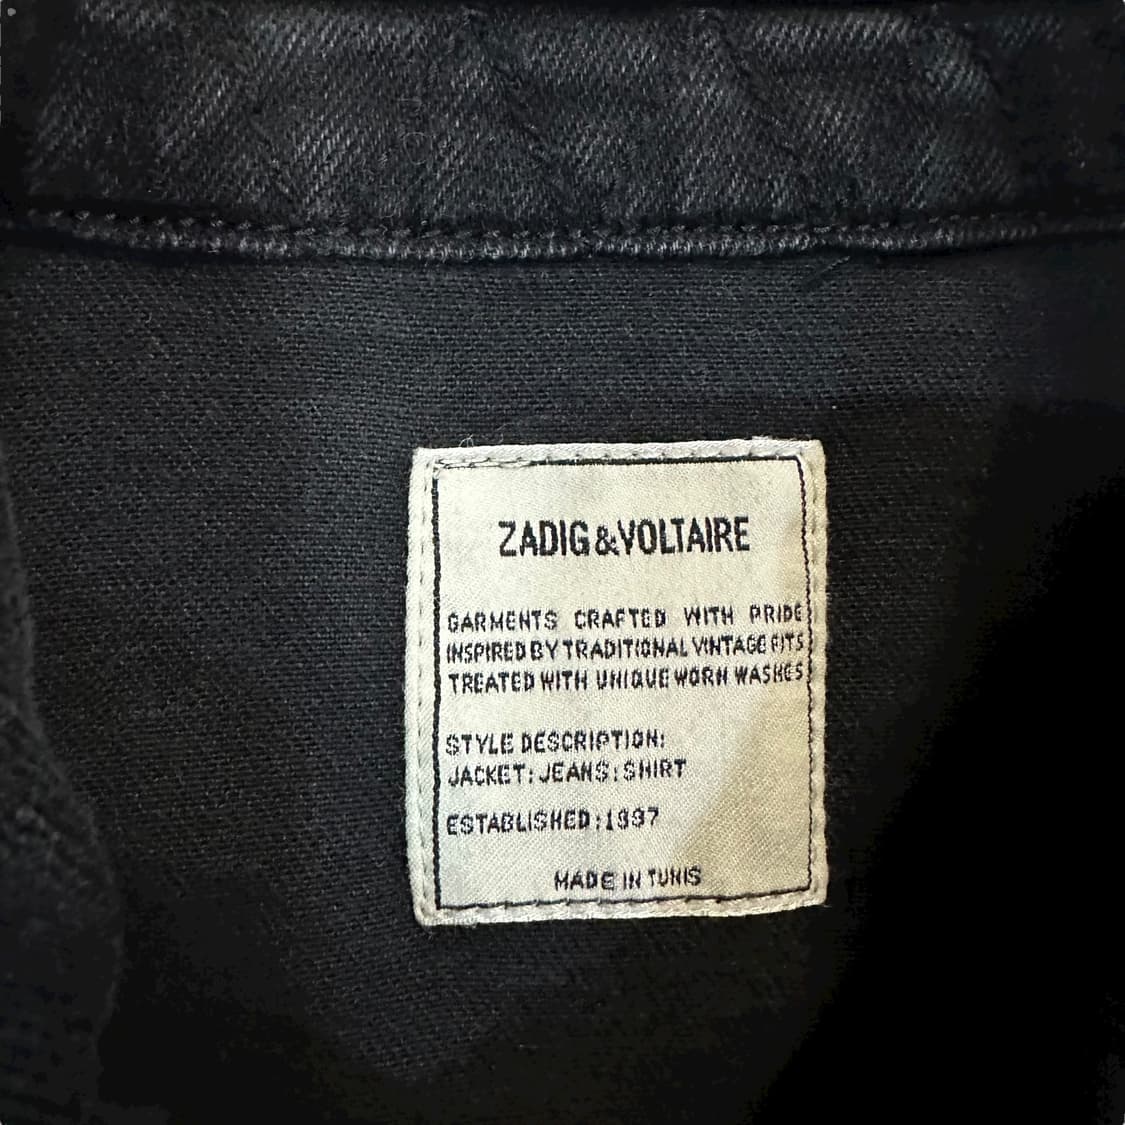 ZADIG&VOLTAIRE
GARMENTS CRAFTED WITH PRIDE
INSPIRED BY TRADITIONAL VINTAGE FITS
TREATED WITH UNIQUE WORN WASHES
STYLE DESCRIPTION:
JACKET:JEANS:SHIRT
ESTABLISHED:1997
MADE IN TUNIS